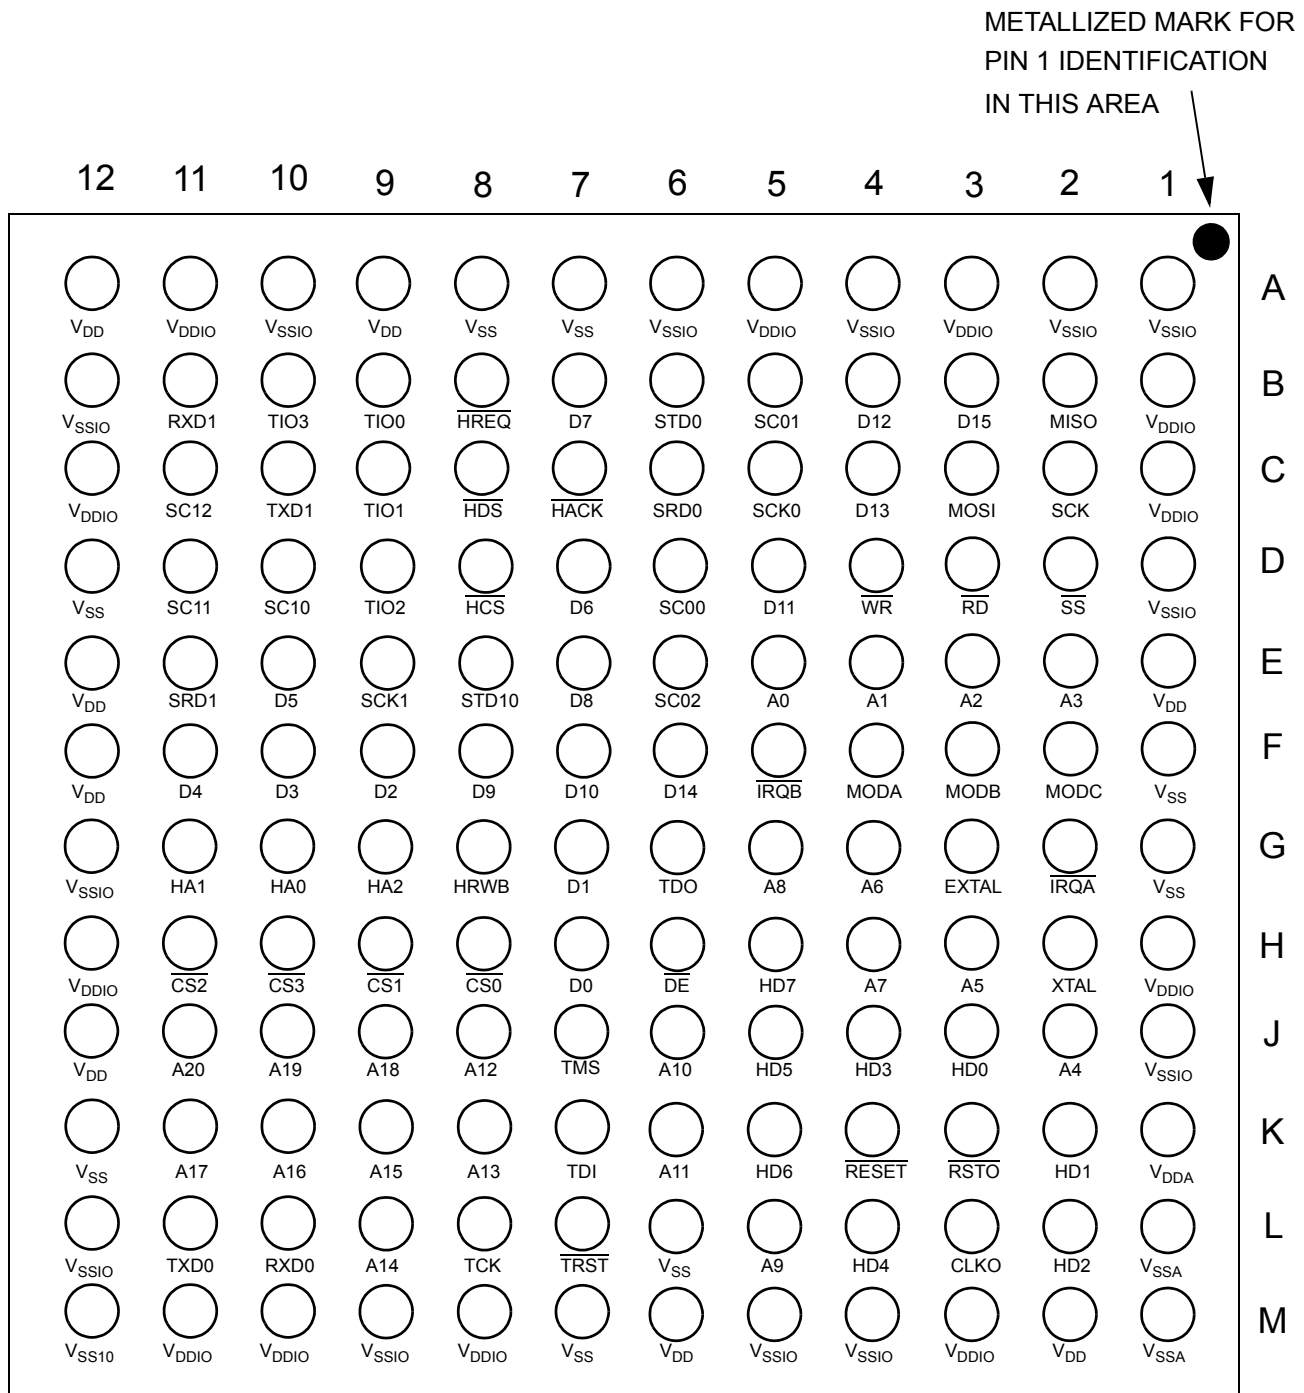 METALLIZED MARK FOR
PIN 1 IDENTIFICATION
IN THIS AREA
12 11 10 9 8 7 6 5 4 3 2 1
A
VDD VDDIO VSSIO VDD VSS VSS VSSIO VDDIO VSSIO VDDIO VSSIO VSSIO
B
VSSIO RXD1 TIO3 TIO0 HREQ D7 STD0 SC01 D12 D15 MISO VDDIO
C
VDDIO SC12 TXD1 TIO1 HDS HACK SRD0 SCK0 D13 MOSI SCK VDDIO
D
VSS SC11 SC10 TIO2 HCS D6 SC00 D11 WR RD SS VSSIO
E
VDD SRD1 D5 SCK1 STD10 D8 SC02 A0 A1 A2 A3 VDD
F
VDD D4 D3 D2 D9 D10 D14 IRQB MODA MODB MODC VSS
G
VSSIO HA1 HA0 HA2 HRWB D1 TDO A8 A6 EXTAL IRQA VSS
H
VDDIO CS2 CS3 CS1 CS0 D0 DE HD7 A7 A5 XTAL VDDIO
J
VDD A20 A19 A18 A12 TMS A10 HD5 HD3 HD0 A4 VSSIO
K
VSS A17 A16 A15 A13 TDI A11 HD6 RESET RSTO HD1 VDDA
L
VSSIO TXD0 RXD0 A14 TCK TRST VSS A9 HD4 CLKO HD2 VSSA
M
VSS10 VDDIO VDDIO VSSIO VDDIO VSS VDD VSSIO VSSIO VDDIO VDD VSSA